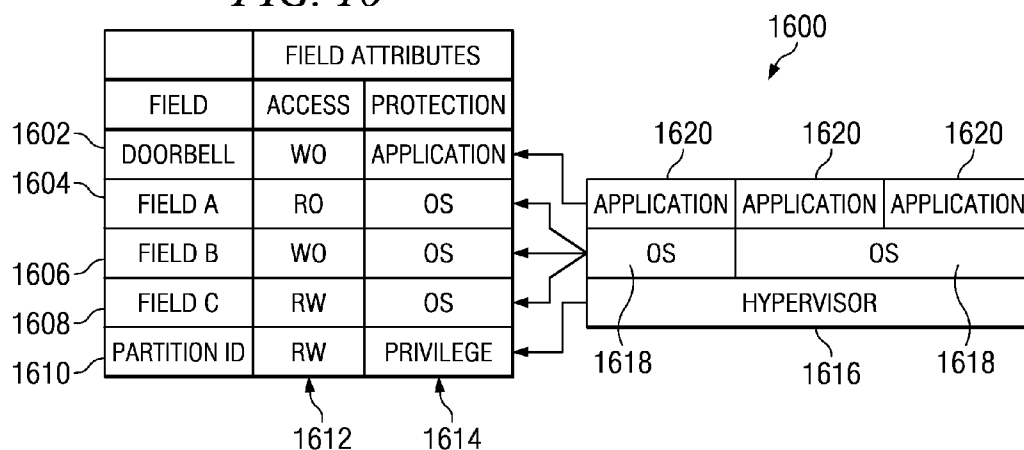 1600
FIELD ATTRIBUTES
FIELD ACCESS PROTECTION
1602 DOORBELL WO APPLICATION
1604 FIELD A RO OS
1606 FIELD B WO OS
1608 FIELD C RW OS
1610 PARTITION ID RW PRIVILEGE
1612 1614
1620 1620 1620
APPLICATION APPLICATION APPLICATION
OS OS
HYPERVISOR
1618 1616 1618